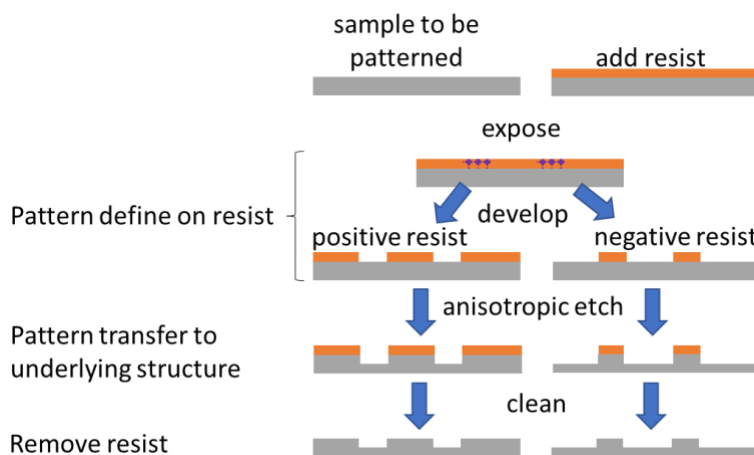 sample to be
patterned
add resist
expose
Pattern define on resist
develop
positive resist
negative resist
anisotropic etch
Pattern transfer to
underlying structure
clean
Remove resist